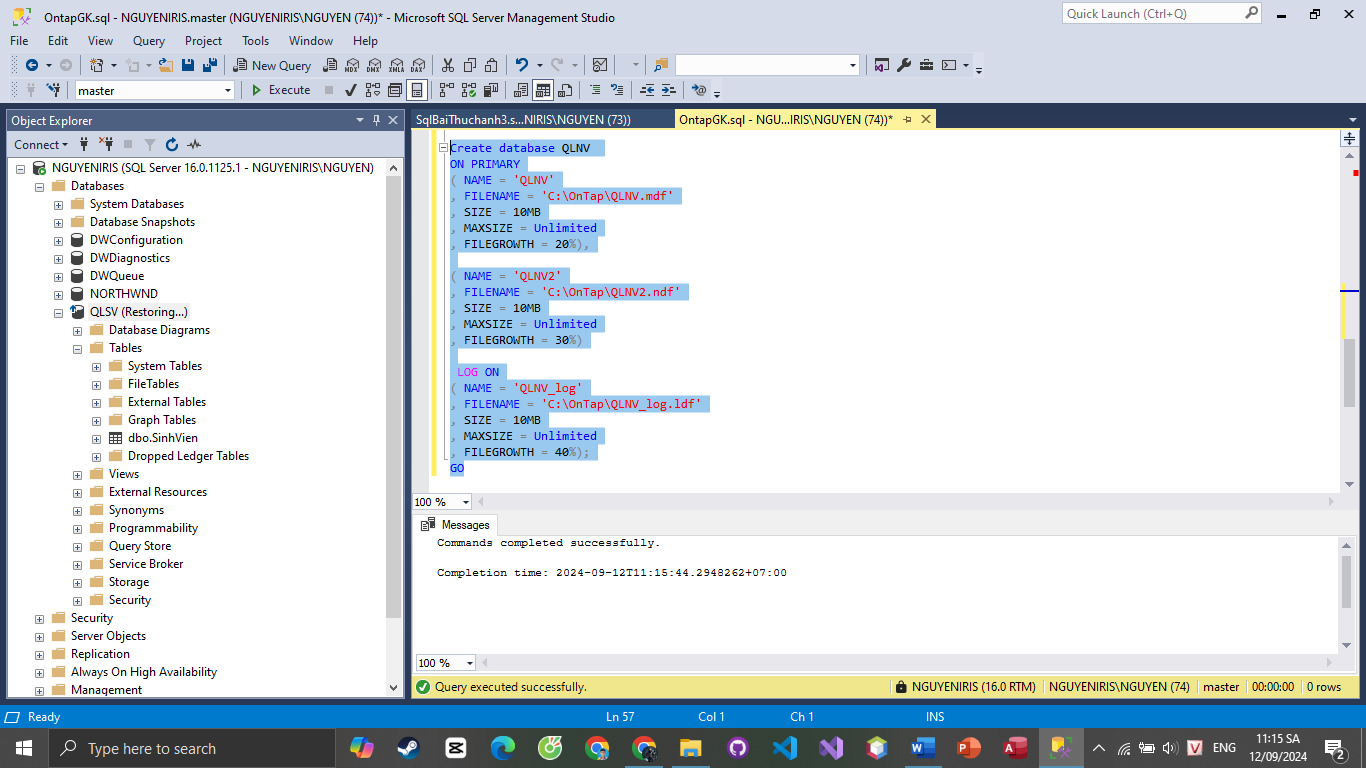 OntapGK.sql - NGUYENIRIS.master (NGUYENIRIS\NGUYEN (74))* - Microsoft SQL Server Management Studio
Quick Launch (Ctrl+Q)
File Edit View Query Project Tools Window Help
New Query MDX DMX XMLA DAX
master Execute
Object Explorer
SqlBaiThuchanh3.s...NIRIS\NGUYEN (73))
OntapGK.sql - NGU...IRIS\NGUYEN (74))*
Connect
NGUYENIRIS (SQL Server 16.0.1125.1 - NGUYENIRIS\NGUYEN)
Databases
System Databases
Database Snapshots
DWConfiguration
DWDiagnostics
DWQueue
NORTHWND
QLSV (Restoring...)
Database Diagrams
Tables
System Tables
FileTables
External Tables
Graph Tables
dbo.SinhVien
Dropped Ledger Tables
Views
External Resources
Synonyms
Programmability
Query Store
Service Broker
Storage
Security
Security
Server Objects
Replication
Always On High Availability
Management
Create database QLNV
ON PRIMARY
( NAME = 'QLNV'
, FILENAME = 'C:\OnTap\QLNV.mdf'
, SIZE = 10MB
, MAXSIZE = Unlimited
, FILEGROWTH = 20%),
( NAME = 'QLNV2'
, FILENAME = 'C:\OnTap\QLNV2.ndf'
, SIZE = 10MB
, MAXSIZE = Unlimited
, FILEGROWTH = 30%)
LOG ON
( NAME = 'QLNV_log'
, FILENAME = 'C:\OnTap\QLNV_log.ldf'
, SIZE = 10MB
, MAXSIZE = Unlimited
, FILEGROWTH = 40%);
GO
100 %
Messages
Commands completed successfully.
Completion time: 2024-09-12T11:15:44.2948262+07:00
100 %
Query executed successfully. NGUYENIRIS (16.0 RTM) NGUYENIRIS\NGUYEN (74) master 00:00:00 0 rows
Ready Ln 57 Col 1 Ch 1 INS
Type here to search
ENG
11:15 SA
12/09/2024
2